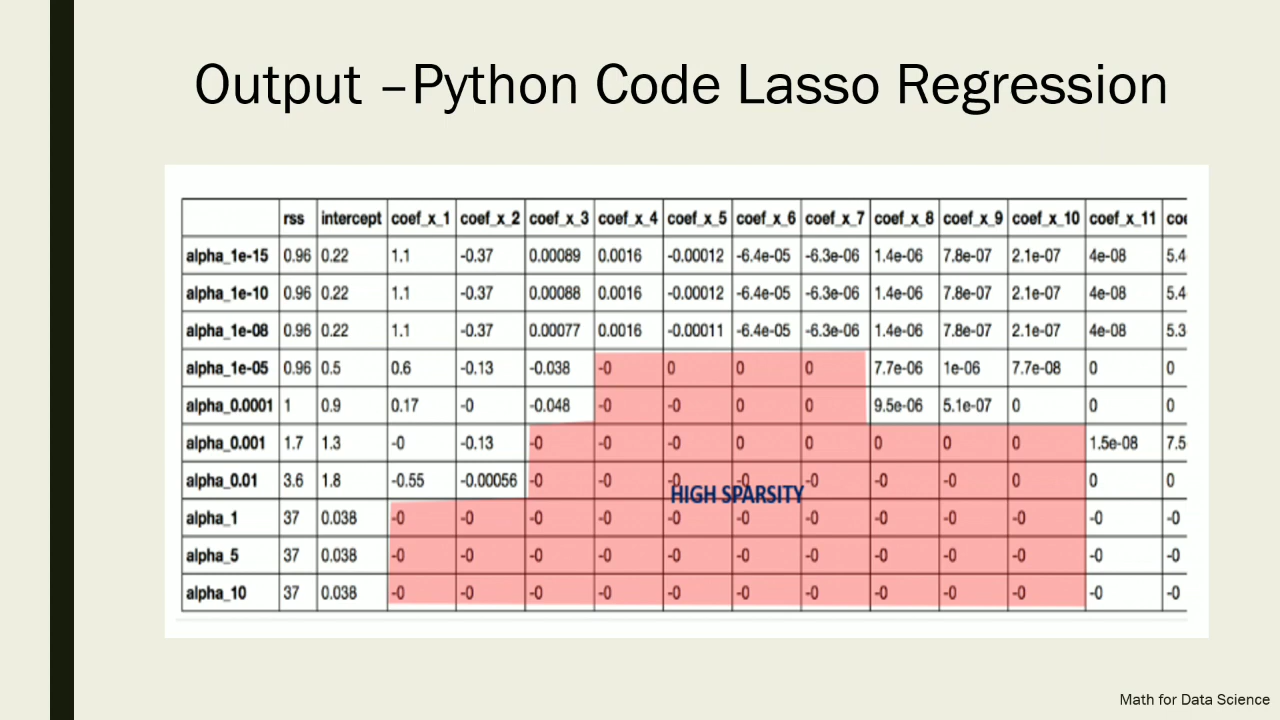 Output –Python Code Lasso Regression
rss intercept coef_x_1 coef_x_2 coef_x_3 coef_x_4 coef_x_5 coef_x_6 coef_x_7 coef_x_8 coef_x_9 coef_x_10 coef_x_11
alpha_1e-15 0.96 0.22 1.1 -0.37 0.00089 0.0016 -0.00012 -6.4e-05 -6.3e-06 1.4e-06 7.8e-07 2.1e-07 4e-08 5.4
alpha_1e-10 0.96 0.22 1.1 -0.37 0.00088 0.0016 -0.00012 -6.4e-05 -6.3e-06 1.4e-06 7.8e-07 2.1e-07 4e-08 5.4
alpha_1e-08 0.96 0.22 1.1 -0.37 0.00077 0.0016 -0.00011 -6.4e-05 -6.3e-06 1.4e-06 7.8e-07 2.1e-07 4e-08 5.3
alpha_1e-05 0.96 0.5 0.6 -0.13 -0.038 -0 0 0 0 7.7e-06 1e-06 7.7e-08 0 0
alpha_0.0001 1 0.9 0.17 -0 -0.048 -0 -0 0 0 9.5e-06 5.1e-07 0 0 0
alpha_0.001 1.7 1.3 -0 -0.13 -0 -0 -0 0 0 0 0 0 1.5e-08 7.5
alpha_0.01 3.6 1.8 -0.55 -0.00056 -0 -0 -0 -0 -0 -0 -0 0 0 0
HIGH SPARSITY
alpha_1 37 0.038 -0 -0 -0 -0 -0 -0 -0 -0 -0 -0 -0 -0
alpha_5 37 0.038 -0 -0 -0 -0 -0 -0 -0 -0 -0 -0 -0 -0
alpha_10 37 0.038 -0 -0 -0 -0 -0 -0 -0 -0 -0 -0 -0 -0
Math for Data Science